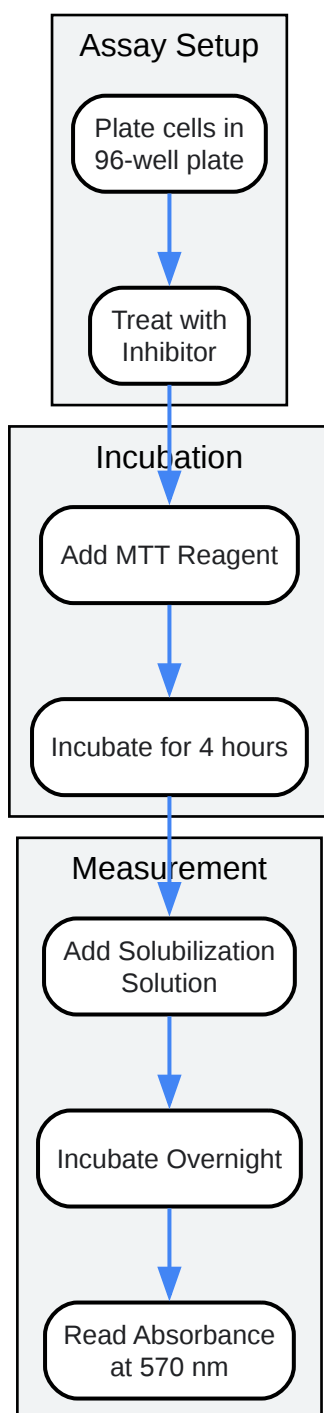 Assay Setup
Plate cells in
96-well plate
Treat with
Inhibitor
Incubation
Add MTT Reagent
Incubate for 4 hours
Measurement
Add Solubilization
Solution
Incubate Overnight
Read Absorbance
at 570 nm